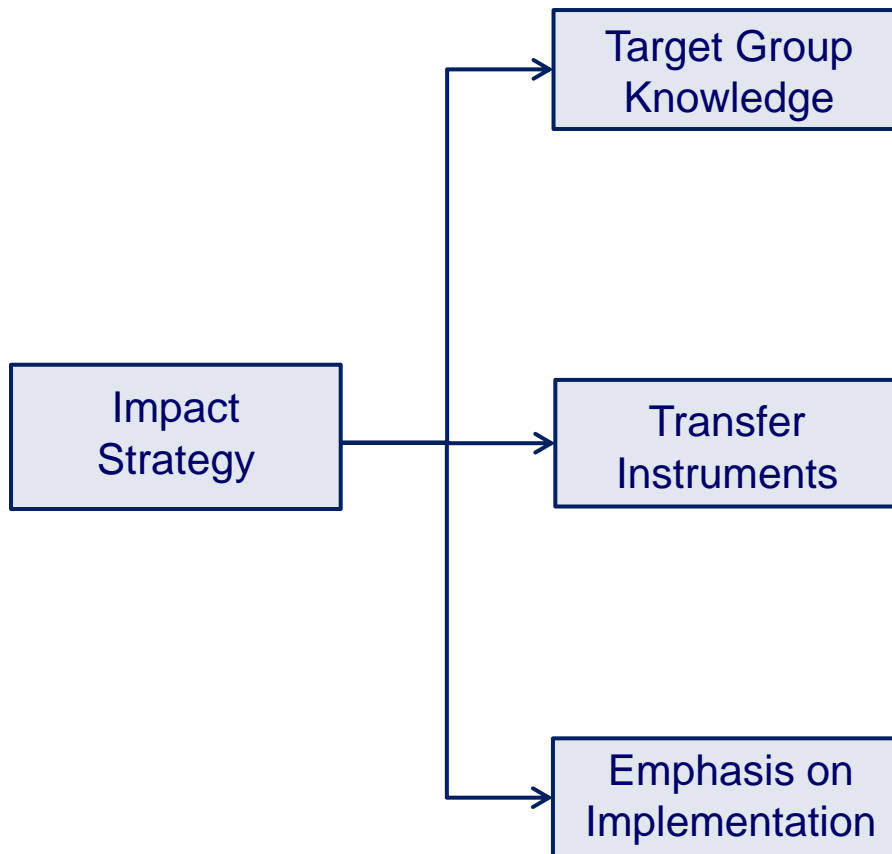 Target Group
Knowledge
Impact
Strategy
Transfer
Instruments
Emphasis on
Implementation